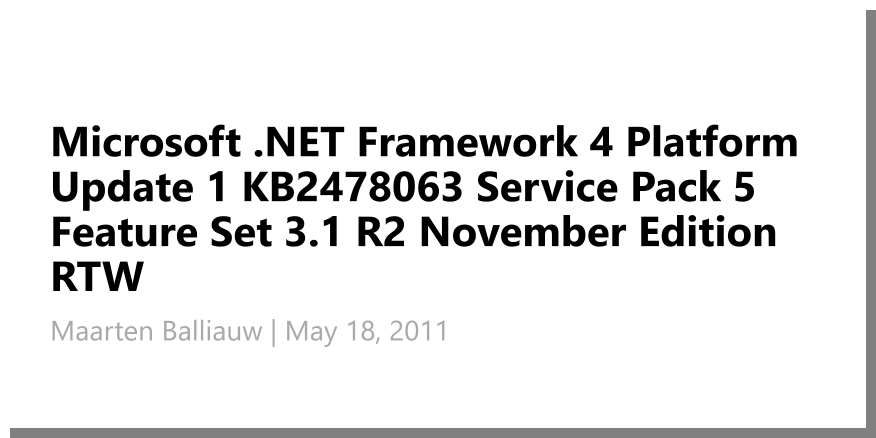 Microsoft .NET Framework 4 Platform
Update 1 KB2478063 Service Pack 5
Feature Set 3.1 R2 November Edition
RTW
Maarten Balliauw | May 18, 2011